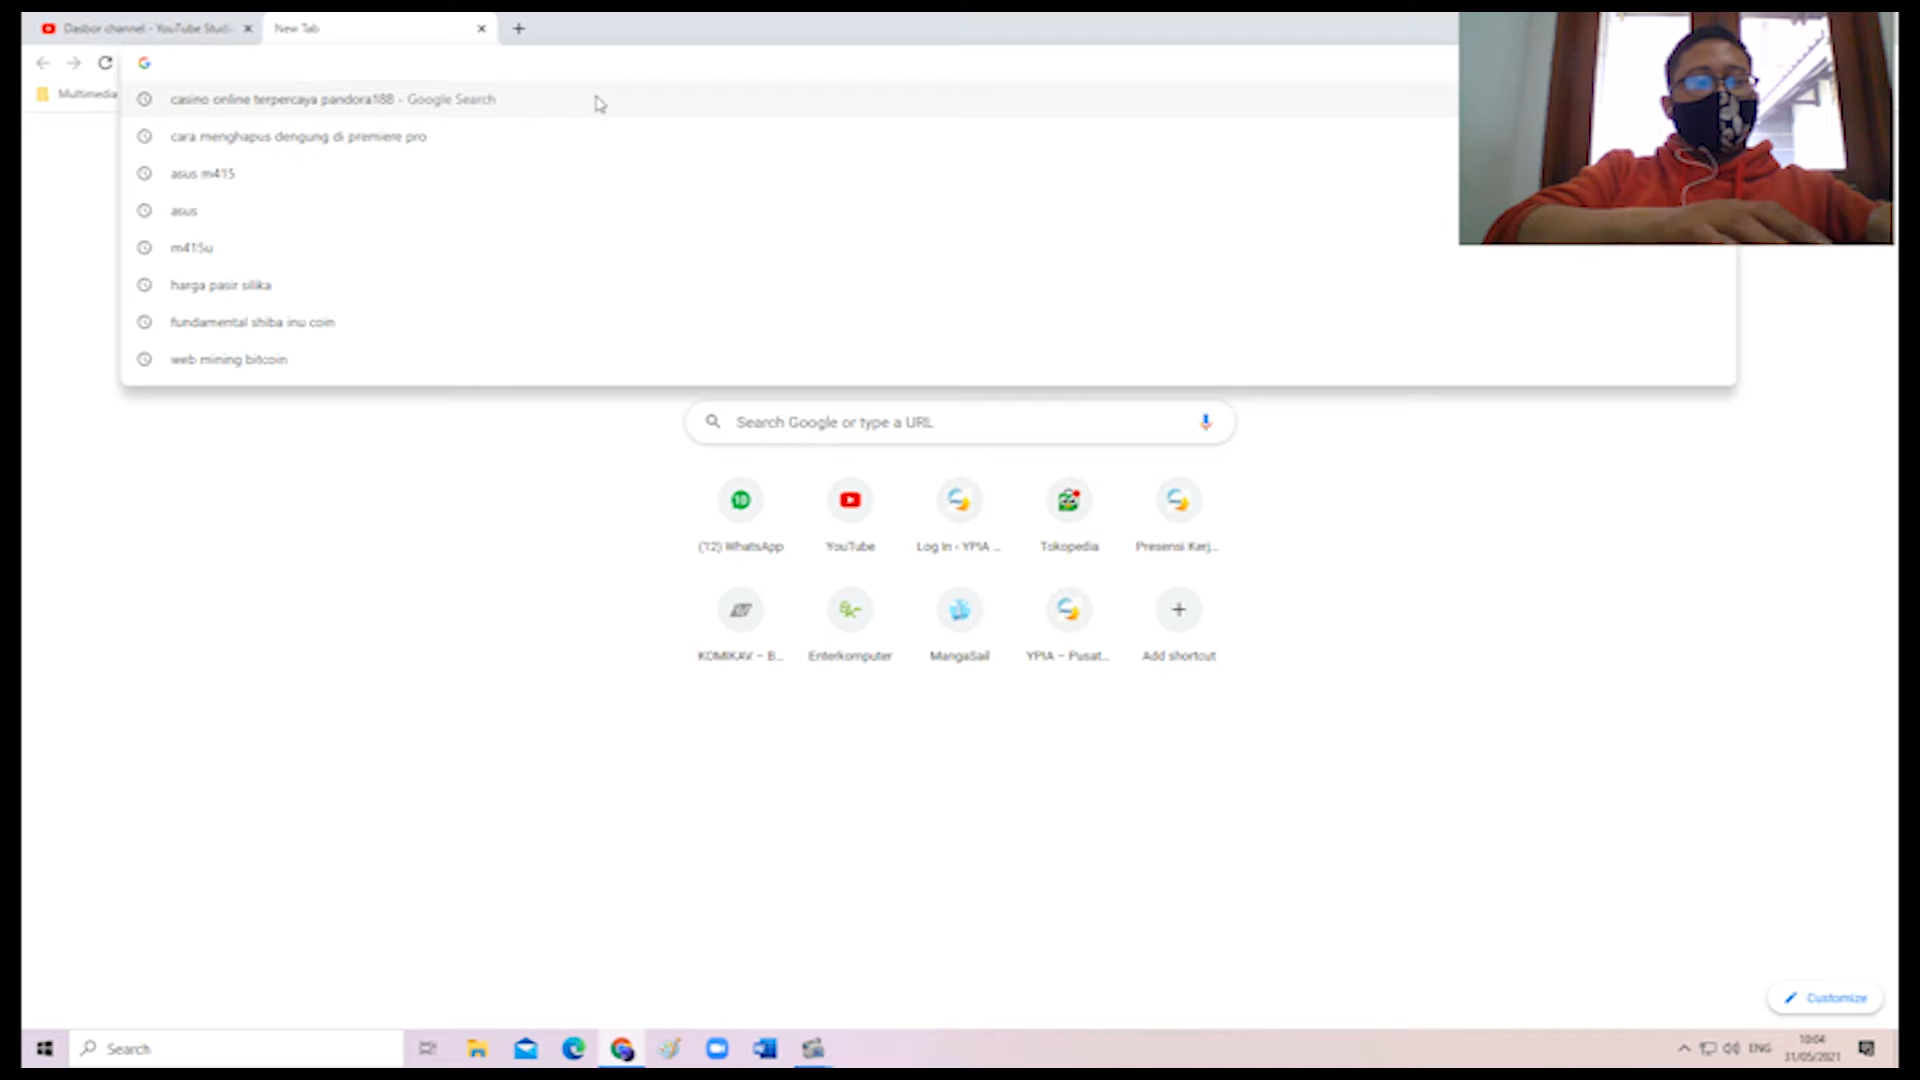 Dasbor channel - YouTube Studi
New Tab
Multimedia
casino online terpercaya pandora188 - Google Search
cara menghapus dengung di premiere pro
asus m415
asus
m415u
harga pasir silika
fundamental shiba inu coin
web mining bitcoin
Search Google or type a URL
(12) WhatsApp
YouTube
Log In ‹ YPIA ...
Tokopedia
Presensi Kerj...
KOMIKAV – B...
Enterkomputer
MangaSail
YPIA – Pusat...
Add shortcut
Customize
Search
ENG
10:04
31/05/2021